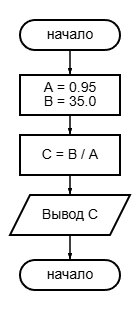 начало
A = 0.95
B = 35.0
C = B / A
Вывод C
начало